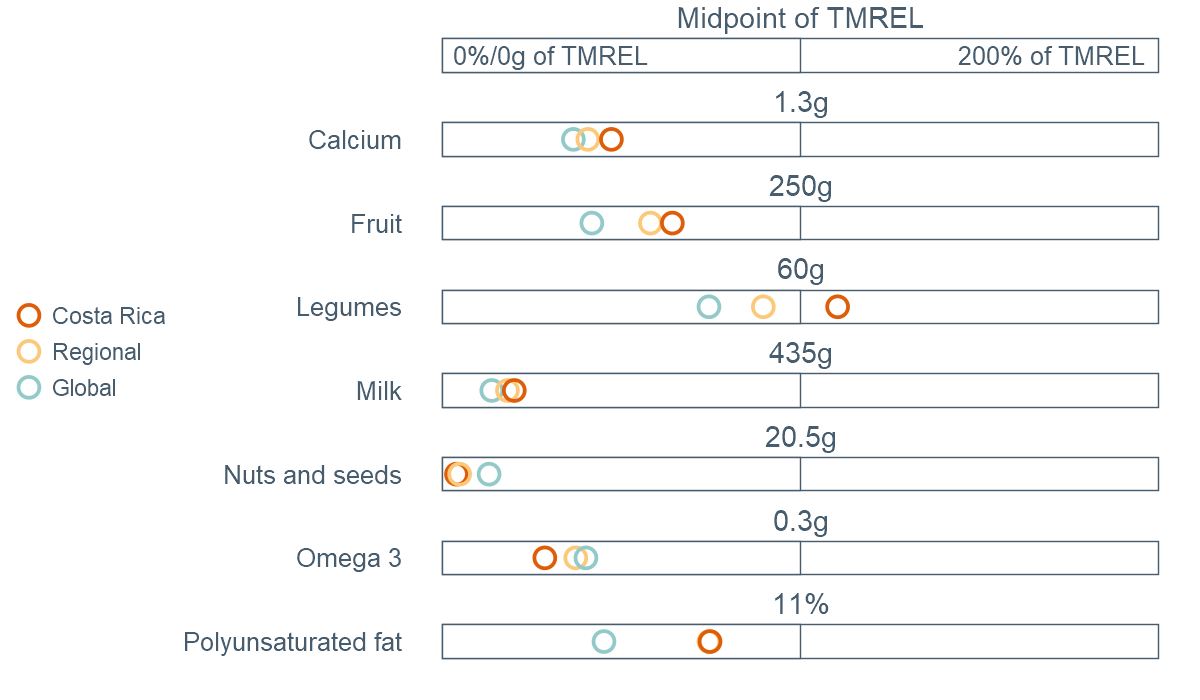 Midpoint of TMREL
0%/0g of TMREL
200% of TMREL
1.3g
Calcium
250g
Fruit
60g
Legumes
435g
Milk
20.5g
Nuts and seeds
0.3g
Omega 3
11%
Polyunsaturated fat
Costa Rica
Regional
Global